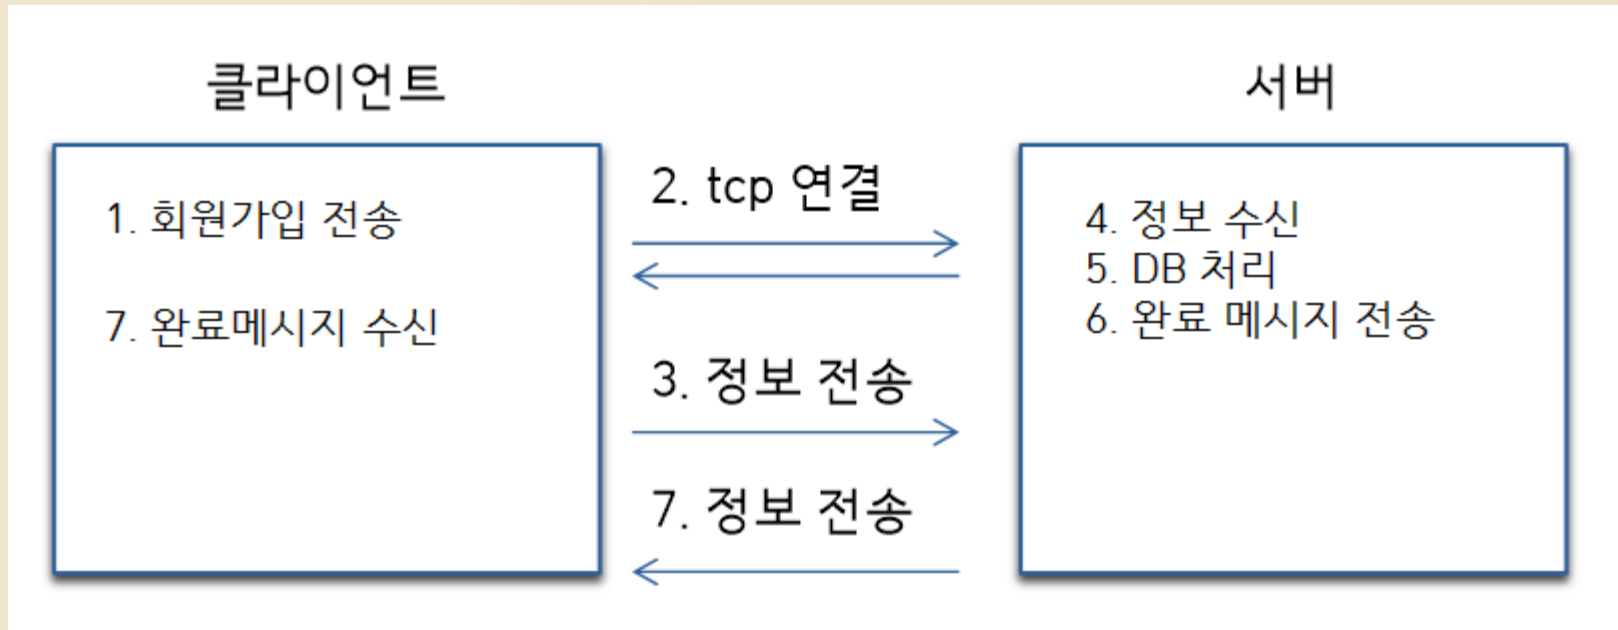 클라이언트
서버
1. 회원가입 전송
7. 완료메시지 수신
2. tcp 연결
3. 정보 전송
7. 정보 전송
4. 정보 수신
5. DB 처리
6. 완료 메시지 전송